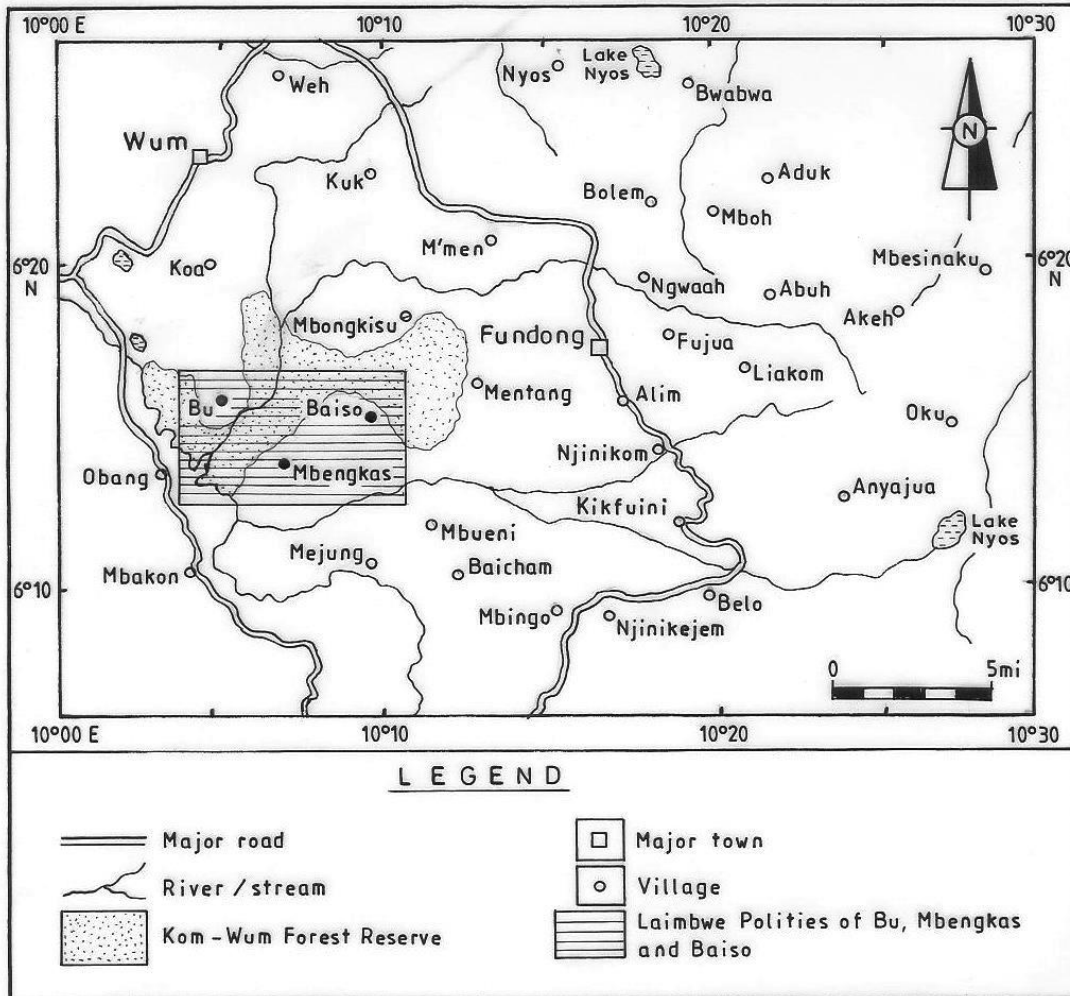 10°00 E
10°10
10°20
10°30
Nyos
Lake
Nyos
Weh
Bwabwa
N
Wum
Kuk
Aduk
Bolem
Mboh
M'men
Mbesinaku
6°20
N
6°20
N
Koa
Ngwaah
Abuh
Akeh
Mbongkisu
Fundong
Fujua
Liakom
Mentang
Alim
Bu
Baiso
Oku
Njinikom
Obang
Mbengkas
Anyajua
Kikfuini
Lake
Nyos
Mbueni
Mejung
Baicham
Mbakon
6°10
6°10
Belo
Mbingo
Njinikejem
0
5mi
10°00 E
10°10
10°20
10°30
LEGEND
Major road
River / stream
Kom - Wum Forest Reserve
Major town
Village
Laimbwe Polities of Bu, Mbengkas
and Baiso